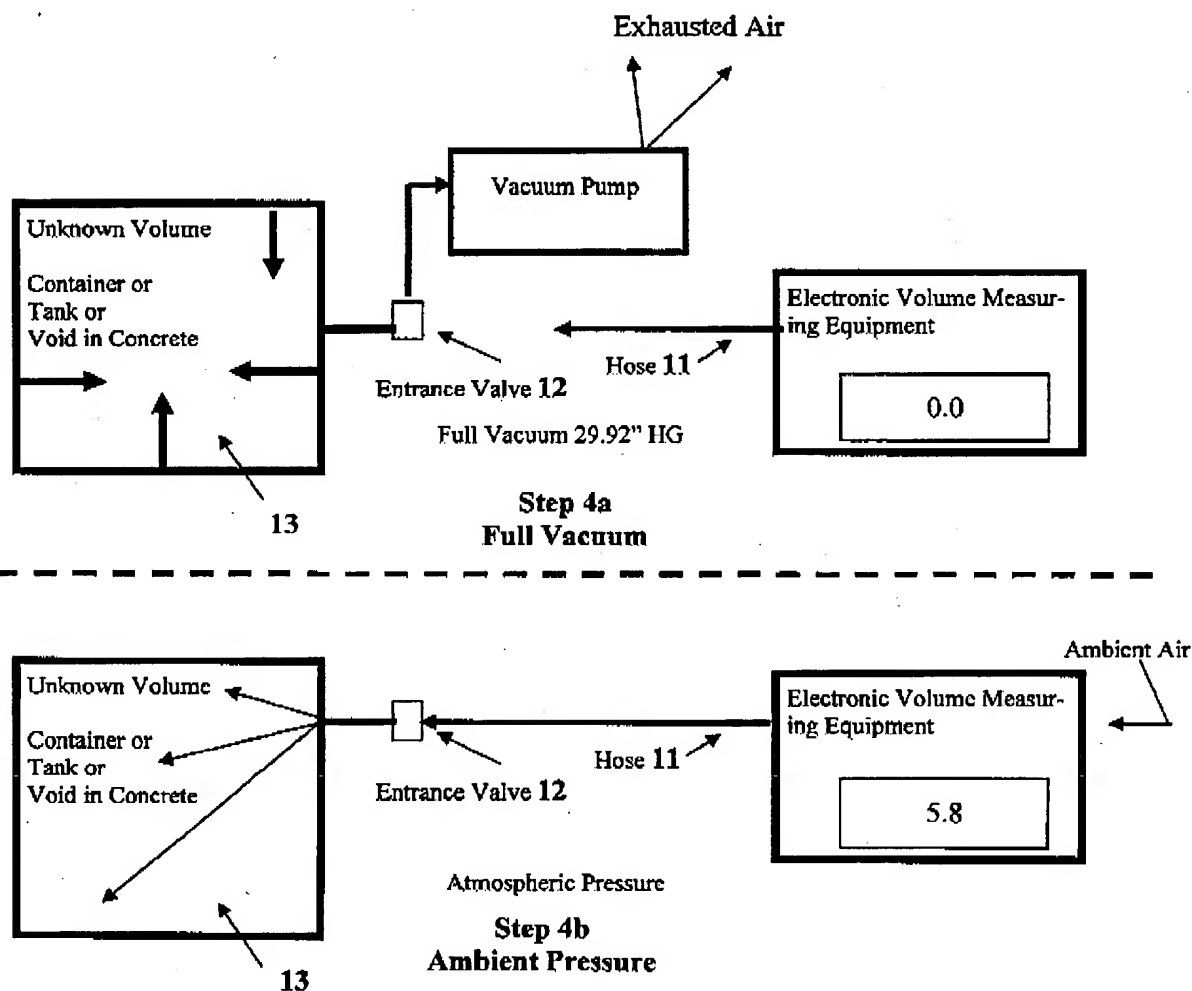 Exhausted Air
Vacuum Pump
Unknown Volume
Container or
Tank or
Void in Concrete
Electronic Volume Measur-
ing Equipment
0.0
Hose 11
Entrance Valve 12
Full Vacuum 29.92" HG
13
Step 4a
Full Vacuum
Ambient Air
Unknown Volume
Container or
Tank or
Void in Concrete
Electronic Volume Measur-
ing Equipment
5.8
Hose 11
Entrance Valve 12
Atmospheric Pressure
Step 4b
Ambient Pressure
13